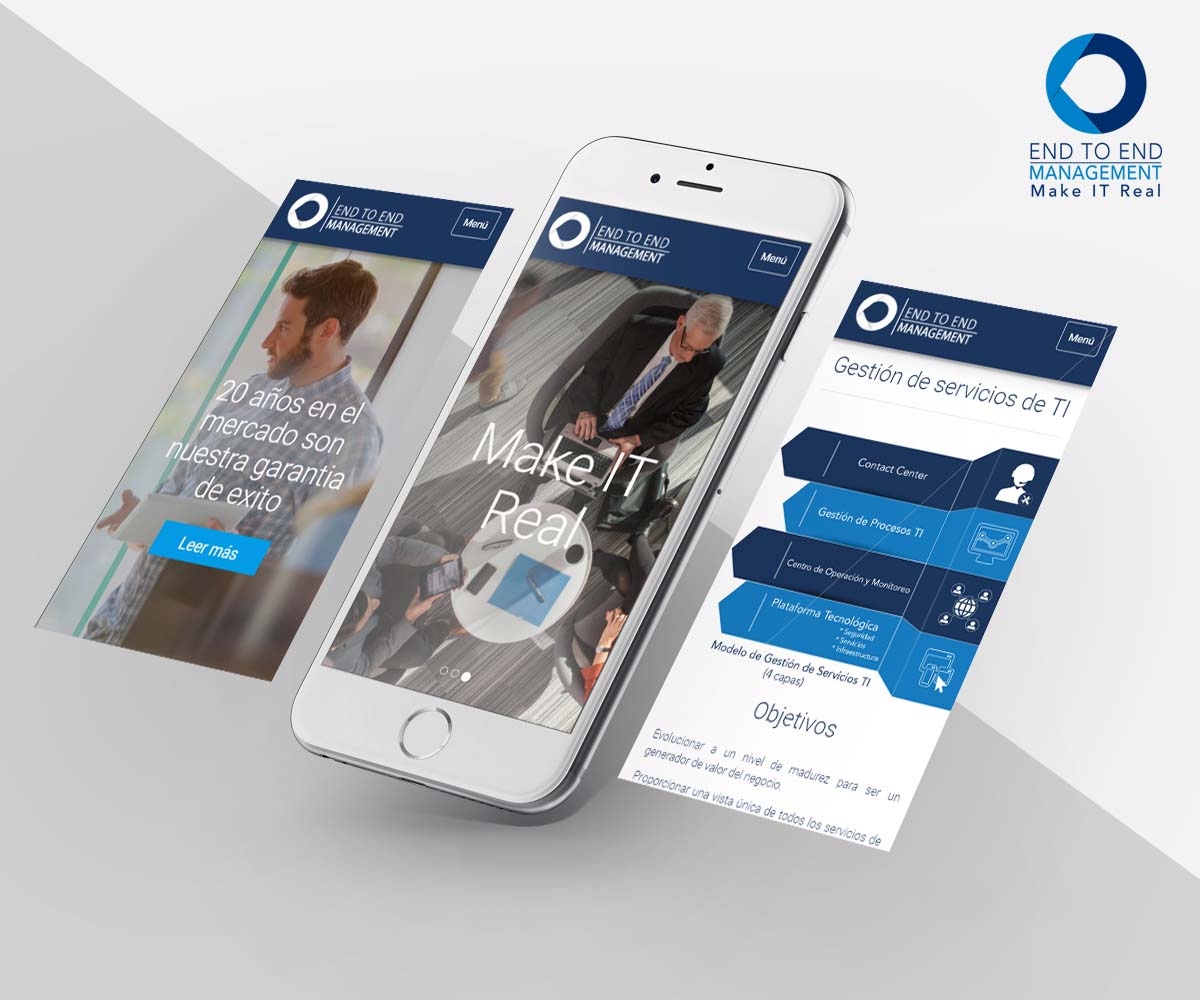 END TO END
MANAGEMENT
Make IT Real
END TO END
MANAGEMENT
Menú
20 años en el
mercado son
nuestra garantia
de exito
Leer más
END TO END
MANAGEMENT
Menú
Make IT
Real
END TO END
MANAGEMENT
Menú
Gestión de servicios de TI
Contact Center
Gestión de Procesos TI
Centro de Operación y Monitoreo
Plataforma Tecnológica
* Seguridad
* Servicios
* Infraestructura
Modelo de Gestión de Servicios TI
(4 capas)
Objetivos
Evolucionar a un nivel de madurez para ser un
generador de valor del negocio.
Proporcionar una vista única de todos los servicios de